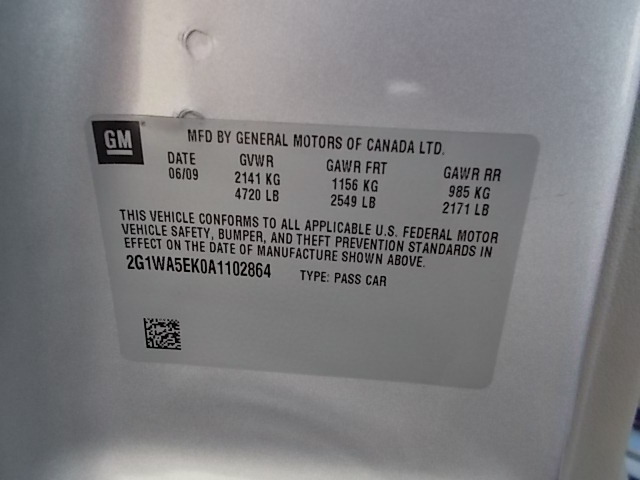 GM
MFD BY GENERAL MOTORS OF CANADA LTD.
DATE GVWR GAWR FRT GAWR RR
06/09 2141 KG 1156 KG 985 KG
4720 LB 2549 LB 2171 LB
THIS VEHICLE CONFORMS TO ALL APPLICABLE U.S. FEDERAL MOTOR
VEHICLE SAFETY, BUMPER, AND THEFT PREVENTION STANDARDS IN
EFFECT ON THE DATE OF MANUFACTURE SHOWN ABOVE.
2G1WA5EK0A1102864 TYPE: PASS CAR